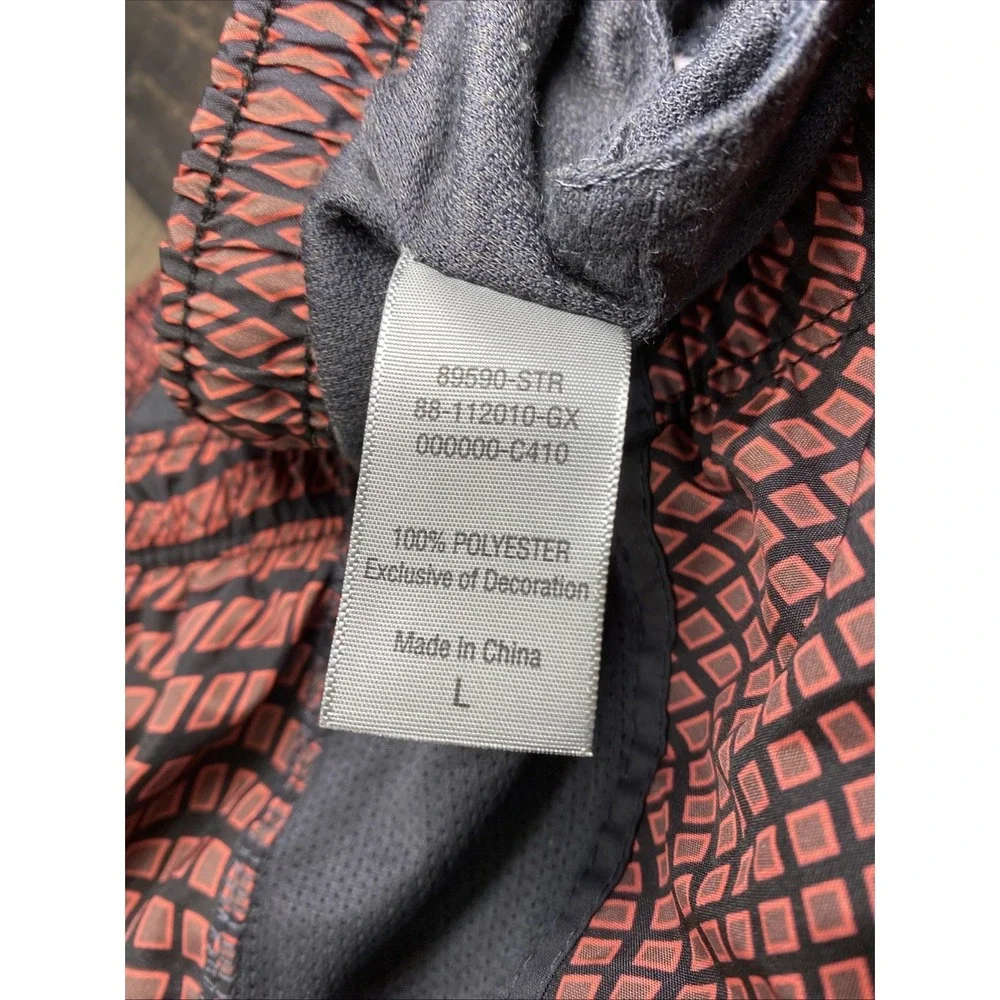 89590-STR
88-112010-GX
000000-C410
100% POLYESTER
Exclusive of Decoration
Made In China
L